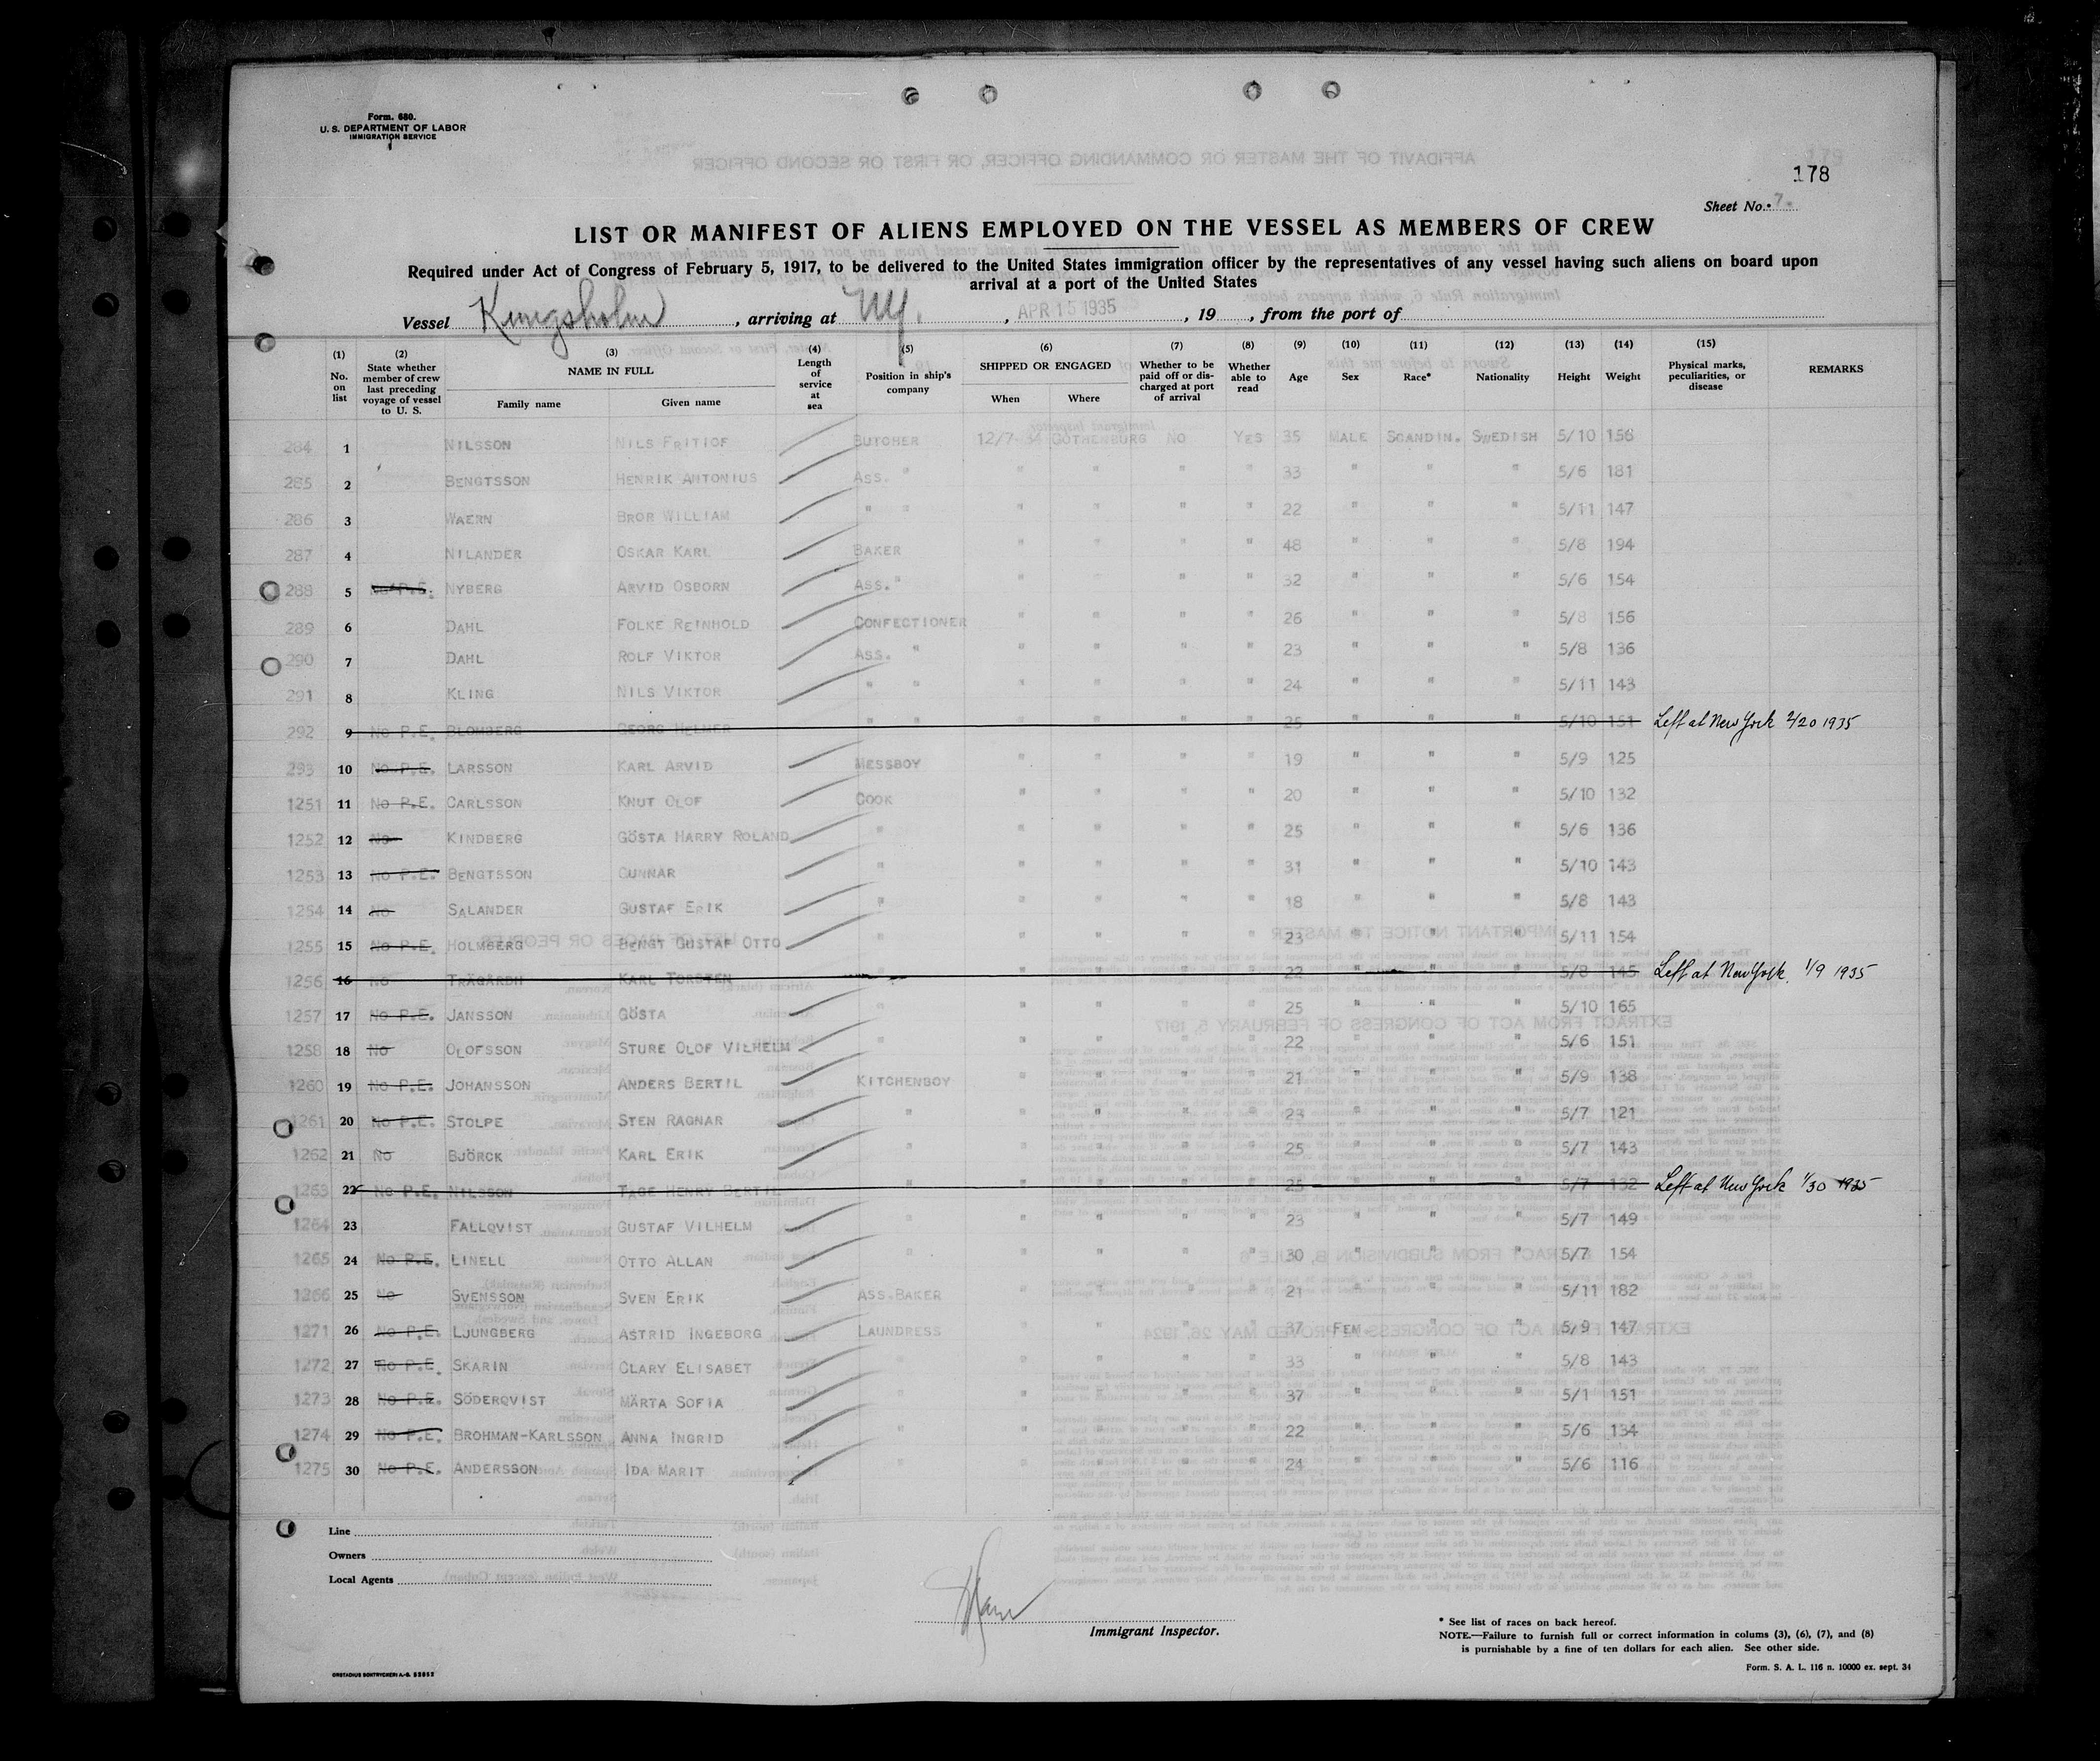 Form. 680.
U. S. DEPARTMENT OF LABOR
IMMIGRATION SERVICE
AFFIDAVIT OF THE MASTER OR COMMANDING OFFICER, OR FIRST OR SECOND OFFICER
179
178
Sheet No. 7.
LIST OR MANIFEST OF ALIENS EMPLOYED ON THE VESSEL AS MEMBERS OF CREW
Required under Act of Congress of February 5, 1917, to be delivered to the United States immigration officer by the representatives of any vessel having such aliens on board upon
arrival at a port of the United States
Vessel Kungsholm , arriving at NY. , APR 15 1935 , 19 , from the port of
(1) No. on list (2) State whether member of crew last preceding voyage of vessel to U. S. (3) NAME IN FULL Family name Given name (4) Length of service at sea (5) Position in ship's company (6) SHIPPED OR ENGAGED When Where (7) Whether to be paid off or discharged at port of arrival (8) Whether able to read (9) Age (10) Sex (11) Race* (12) Nationality (13) Height (14) Weight (15) Physical marks, peculiarities, or disease REMARKS
284 1 NILSSON NILS FRITIOF BUTCHER 12/7-34 GOTHENBURG NO YES 35 MALE SCANDIN. SWEDISH 5/10 156
285 2 BENGTSSON HENRIK ANTONIUS ASS. " " " " " 33 " " " 5/6 181
286 3 WAERN BROR WILLIAM " " " " " " 22 " " " 5/11 147
287 4 NILANDER OSKAR KARL BAKER " " " " 48 " " " 5/8 194
288 5 No P.E. NYBERG ARVID OSBORN ASS. " " " " " 32 " " " 5/6 154
289 6 DAHL FOLKE REINHOLD CONFECTIONER " " " " 26 " " " 5/8 156
290 7 DAHL ROLF VIKTOR ASS. " " " " " 23 " " " 5/8 136
291 8 KLING NILS VIKTOR " " " " " " 24 " " " 5/11 143
292 9 No P.E. BLOMBERG GEORG HELMER " " " " " " 25 " " " 5/10 151 Left at New York 2/20 1935
293 10 No P.E. LARSSON KARL ARVID MESSBOY " " " " 19 " " " 5/9 125
1251 11 No P.E. CARLSSON KNUT OLOF COOK " " " " 20 " " " 5/10 132
1252 12 No KINDBERG GÖSTA HARRY ROLAND " " " " " 25 " " " 5/6 136
1253 13 No P.E. BENGTSSON GUNNAR " " " " " 31 " " " 5/10 143
1254 14 No SALANDER GUSTAF ERIK " " " " " 18 " " " 5/8 143
1255 15 No P.E. HOLMBERG BENGT GUSTAF OTTO " " " " " 23 " " " 5/11 154
1256 16 No TRÄGÅRDH KARL TORSTEN " " " " 22 " " " 5/8 145 Left at New York. 1/9 1935
1257 17 No P.E. JANSSON GÖSTA " " " " " 25 " " " 5/10 165
1258 18 No OLOFSSON STURE OLOF VILHELM " " " " " 22 " " " 5/6 151
1260 19 No P.E. JOHANSSON ANDERS BERTIL KITCHENBOY " " " " 21 " " " 5/9 138
1261 20 No P.E. STOLPE STEN RAGNAR " " " " " 23 " " " 5/7 121
1262 21 No BJÖRCK KARL ERIK " " " " " 25 " " " 5/7 143
1263 22 No P.E. NILSSON TAGE HENRY BERTIL " " " " " 25 " " " 5/7 132 Left at New York 1/30 1935
1264 23 FALLQVIST GUSTAF VILHELM " " " " " 23 " " " 5/7 149
1265 24 No P.E. LINELL OTTO ALLAN " " " " " 30 " " " 5/7 154
1266 25 No SVENSSON SVEN ERIK ASS.BAKER " " " " 21 " " " 5/11 182
1271 26 No P.E. LJUNGBERG ASTRID INGEBORG LAUNDRESS " " " " 37 FEM. " " 5/9 147
1272 27 No P.E. SKARIN CLARY ELISABET " " " " " 33 " " " 5/8 143
1273 28 No P.E. SÖDERQVIST MÄRTA SOFIA " " " " " 37 " " " 5/1 151
1274 29 No P.E. BROHMAN-KARLSSON ANNA INGRID " " " " " 22 " " " 5/6 134
1275 30 No P.E. ANDERSSON IDA MARIT " " " " " 24 " " " 5/6 116
Line
Owners
Local Agents
Immigrant Inspector.
* See list of races on back hereof.
NOTE.—Failure to furnish full or correct information in colums (3), (6), (7), and (8)
is purnishable by a fine of ten dollars for each alien. See other side.
Form. S. A. L. 116 n. 10000 ex. sept. 34